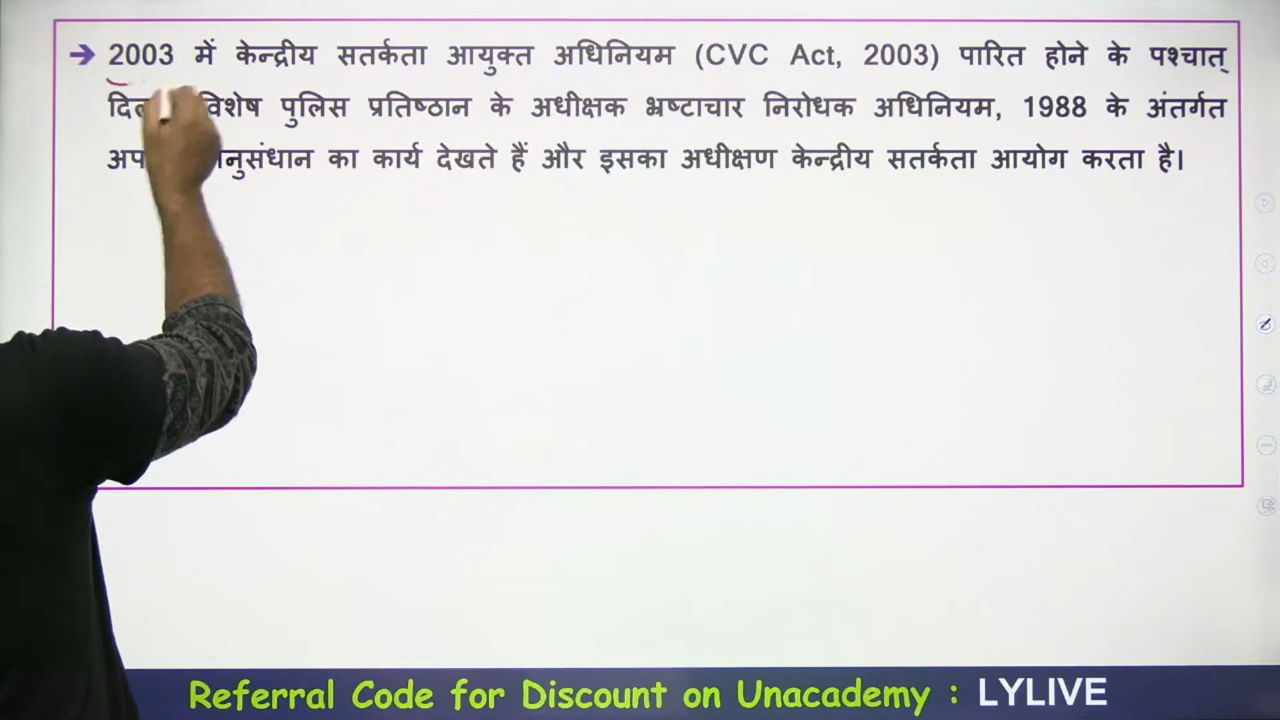 → 2003 में केन्द्रीय सतर्कता आयुक्त अधिनियम (CVC Act, 2003) पारित होने के पश्चात्
विशेष पुलिस प्रतिष्ठान के अधीक्षक भ्रष्टाचार निरोधक अधिनियम, 1988 के अंतर्गत
का कार्य देखते हैं और इसका अधीक्षण केन्द्रीय सतर्कता आयोग करता है।
Referral Code for Discount on Unacademy : LYLIVE